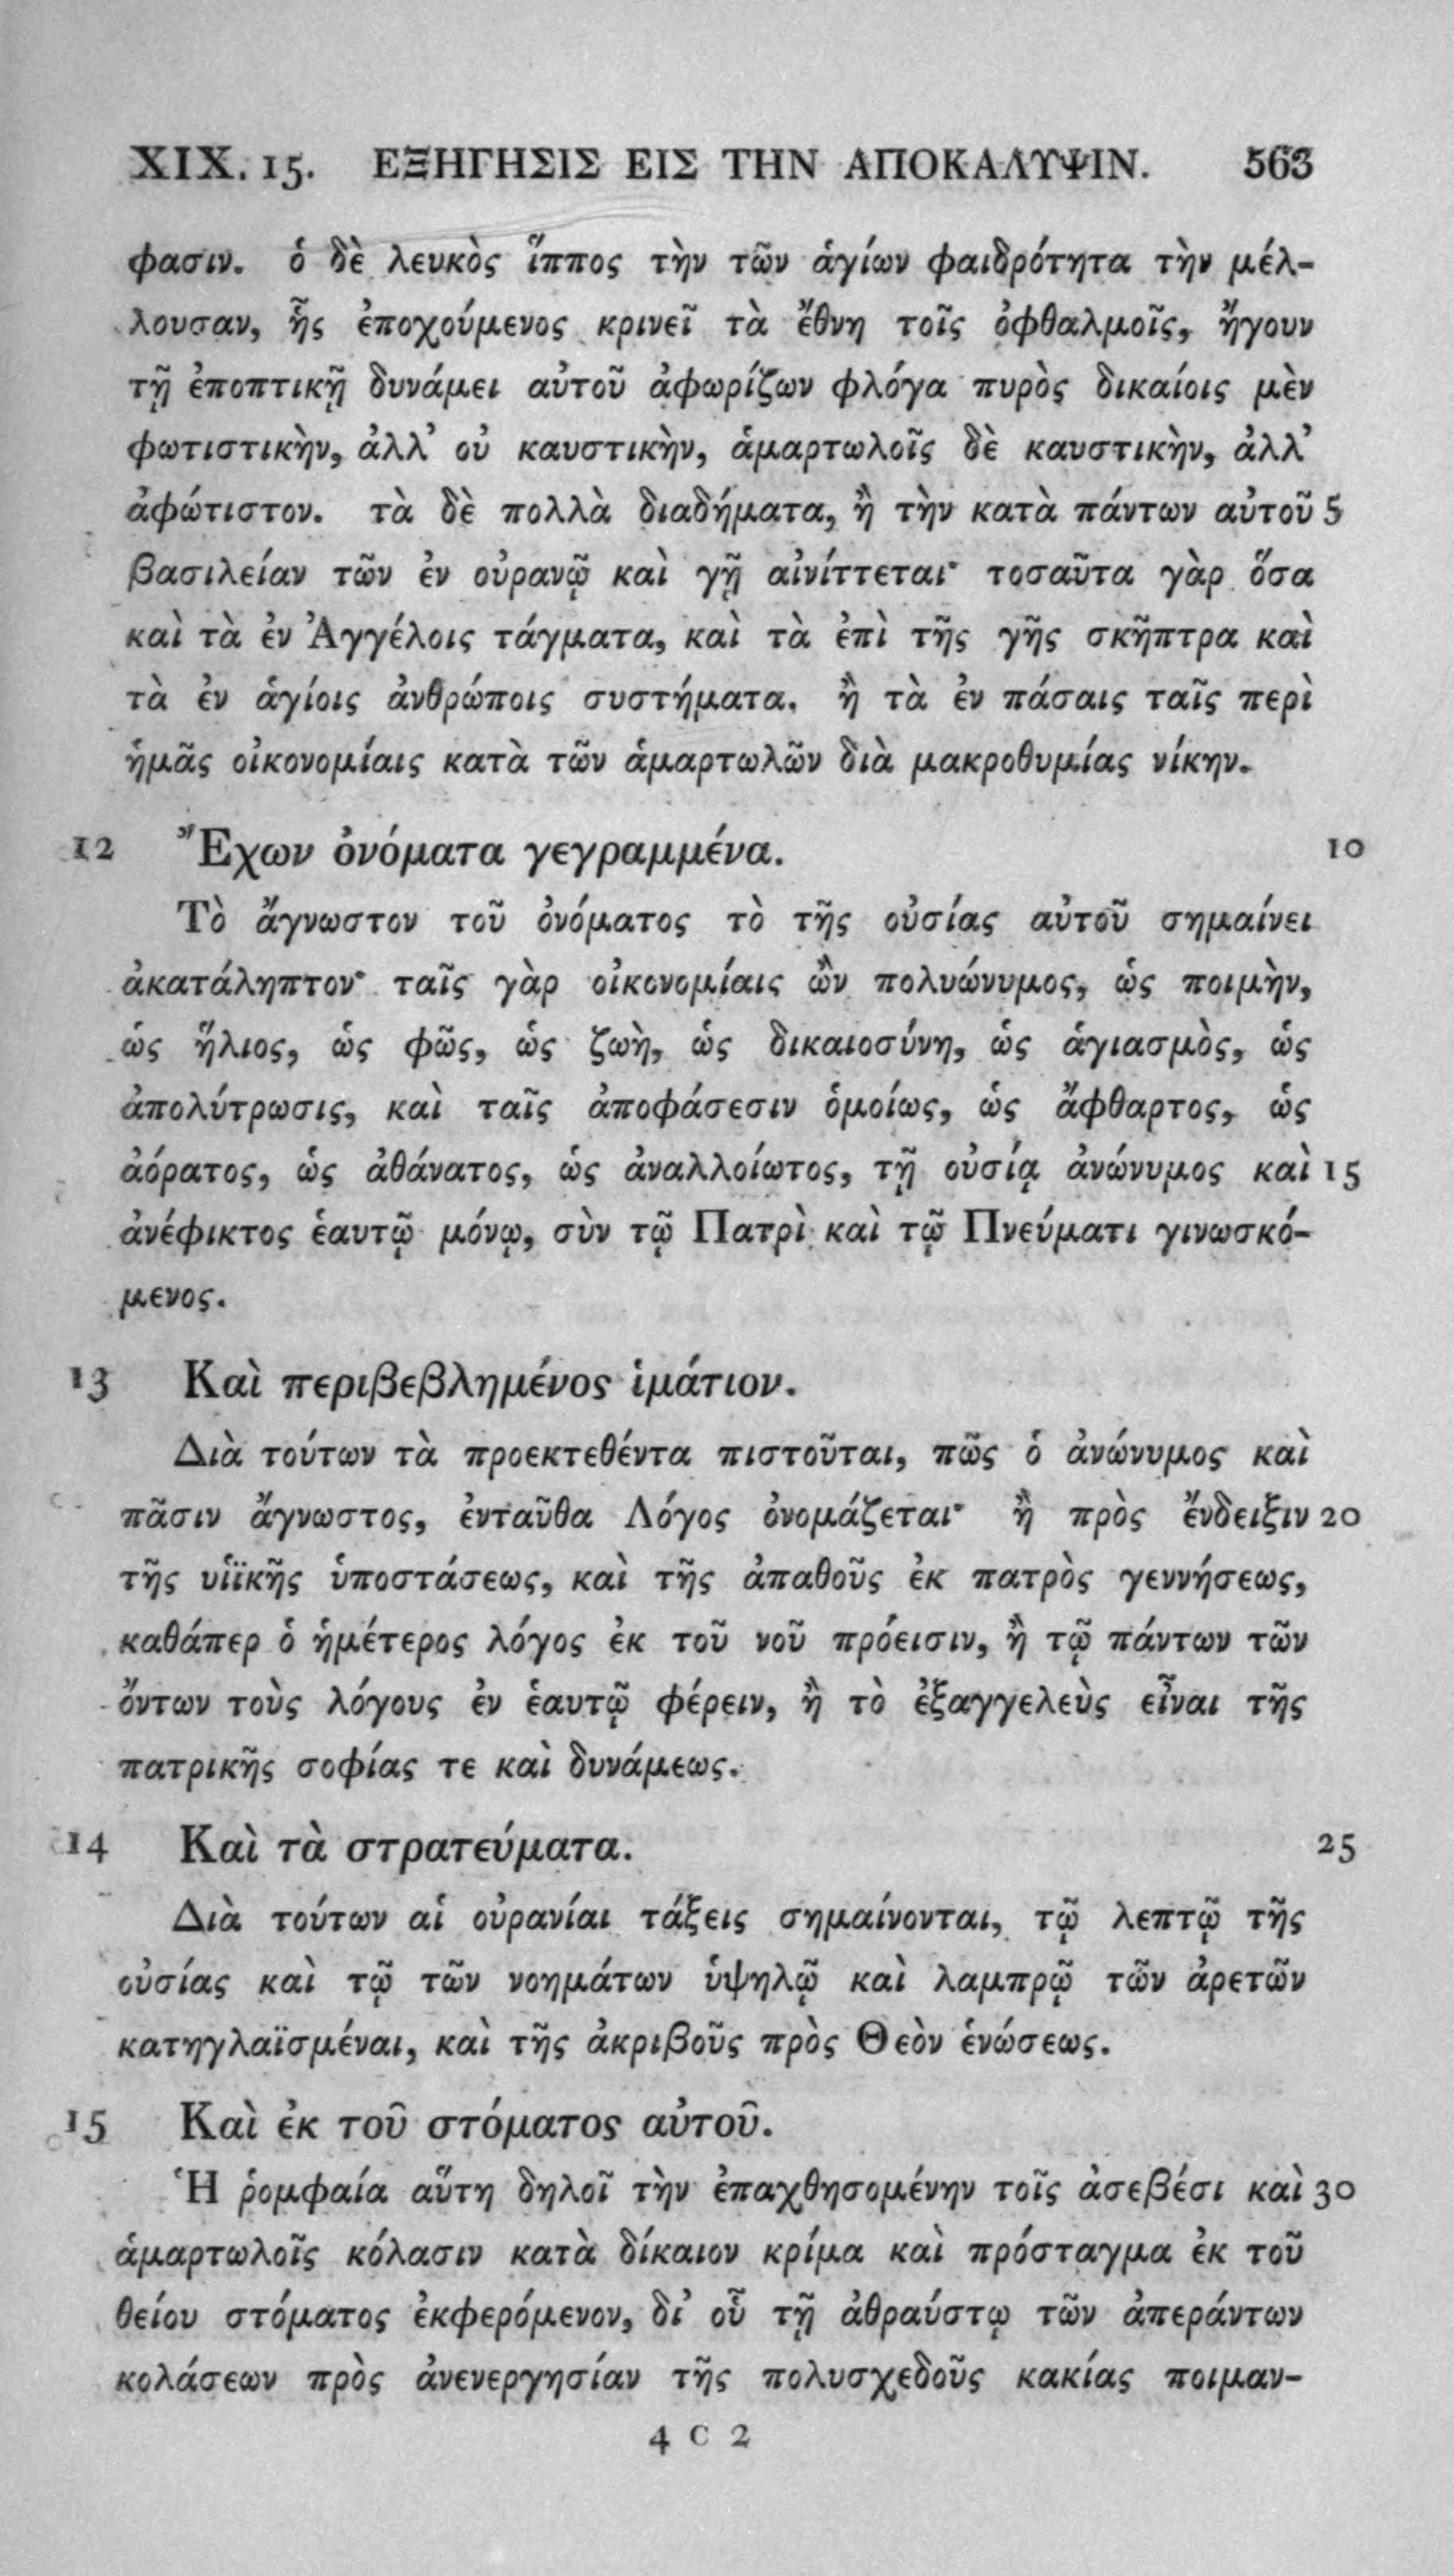 XIX. 15. ΕΞΗΓΗΣΙΣ ΕΙΣ ΤΗΝ ΑΠΟΚΑΛΥΨΙΝ. 563
φασιν. ὁ δὲ λευκὸς ἵππος τὴν τῶν ἁγίων φαιδρότητα τὴν μέλ-
λουσαν, ἧς ἐποχούμενος κρινεῖ τὰ ἔθνη τοῖς ὀφθαλμοῖς, ἤγουν
τῇ ἐποπτικῇ δυνάμει αὐτοῦ ἀφωρίζων φλόγα πυρὸς δικαίοις μὲν
φωτιστικὴν, ἀλλ᾽ οὐ καυστικὴν, ἁμαρτωλοῖς δὲ καυστικὴν, ἀλλ᾽
ἀφώτιστον. τὰ δὲ πολλὰ διαδήματα, ἢ τὴν κατὰ πάντων αὐτοῦ 5
βασιλείαν τῶν ἐν οὐρανῷ καὶ γῇ αἰνίττεται· τοσαῦτα γὰρ ὅσα
καὶ τὰ ἐν Ἀγγέλοις τάγματα, καὶ τὰ ἐπὶ τῆς γῆς σκῆπτρα καὶ
τὰ ἐν ἁγίοις ἀνθρώποις συστήματα. ἢ τὰ ἐν πάσαις ταῖς περὶ
ἡμᾶς οἰκονομίαις κατὰ τῶν ἁμαρτωλῶν διὰ μακροθυμίας νίκην.
12 Ἔχων ὀνόματα γεγραμμένα. 10
Τὸ ἄγνωστον τοῦ ὀνόματος τὸ τῆς οὐσίας αὐτοῦ σημαίνει
ἀκατάληπτον· ταῖς γὰρ οἰκονομίαις ὢν πολυώνυμος, ὡς ποιμὴν,
ὡς ἥλιος, ὡς φῶς, ὡς ζωὴ, ὡς δικαιοσύνη, ὡς ἁγιασμὸς, ὡς
ἀπολύτρωσις, καὶ ταῖς ἀποφάσεσιν ὁμοίως, ὡς ἄφθαρτος, ὡς
ἀόρατος, ὡς ἀθάνατος, ὡς ἀναλλοίωτος, τῇ οὐσίᾳ ἀνώνυμος καὶ 15
ἀνέφικτος ἑαυτῷ μόνῳ, σὺν τῷ Πατρὶ καὶ τῷ Πνεύματι γινωσκό-
μενος.
13 Καὶ περιβεβλημένος ἱμάτιον.
Διὰ τούτων τὰ προεκτεθέντα πιστοῦται, πῶς ὁ ἀνώνυμος καὶ
πᾶσιν ἄγνωστος, ἐνταῦθα Λόγος ὀνομάζεται· ἢ πρὸς ἔνδειξιν 20
τῆς υἱϊκῆς ὑποστάσεως, καὶ τῆς ἀπαθοῦς ἐκ πατρὸς γεννήσεως,
καθάπερ ὁ ἡμέτερος λόγος ἐκ τοῦ νοῦ πρόεισιν, ἢ τῷ πάντων τῶν
ὄντων τοὺς λόγους ἐν ἑαυτῷ φέρειν, ἢ τὸ ἐξαγγελεὺς εἶναι τῆς
πατρικῆς σοφίας τε καὶ δυνάμεως.
14 Καὶ τὰ στρατεύματα. 25
Διὰ τούτων αἱ οὐρανίαι τάξεις σημαίνονται, τῷ λεπτῷ τῆς
οὐσίας καὶ τῷ τῶν νοημάτων ὑψηλῷ καὶ λαμπρῷ τῶν ἀρετῶν
κατηγλαϊσμέναι, καὶ τῆς ἀκριβοῦς πρὸς Θεὸν ἑνώσεως.
15 Καὶ ἐκ τοῦ στόματος αὐτοῦ.
Ἡ ῥομφαία αὕτη δηλοῖ τὴν ἐπαχθησομένην τοῖς ἀσεβέσι καὶ 30
ἁμαρτωλοῖς κόλασιν κατὰ δίκαιον κρίμα καὶ πρόσταγμα ἐκ τοῦ
θείου στόματος ἐκφερόμενον, δι᾽ οὗ τῇ ἀθραύστῳ τῶν ἀπεράντων
κολάσεων πρὸς ἀνενεργησίαν τῆς πολυσχεδοῦς κακίας ποιμαν-
4 C 2